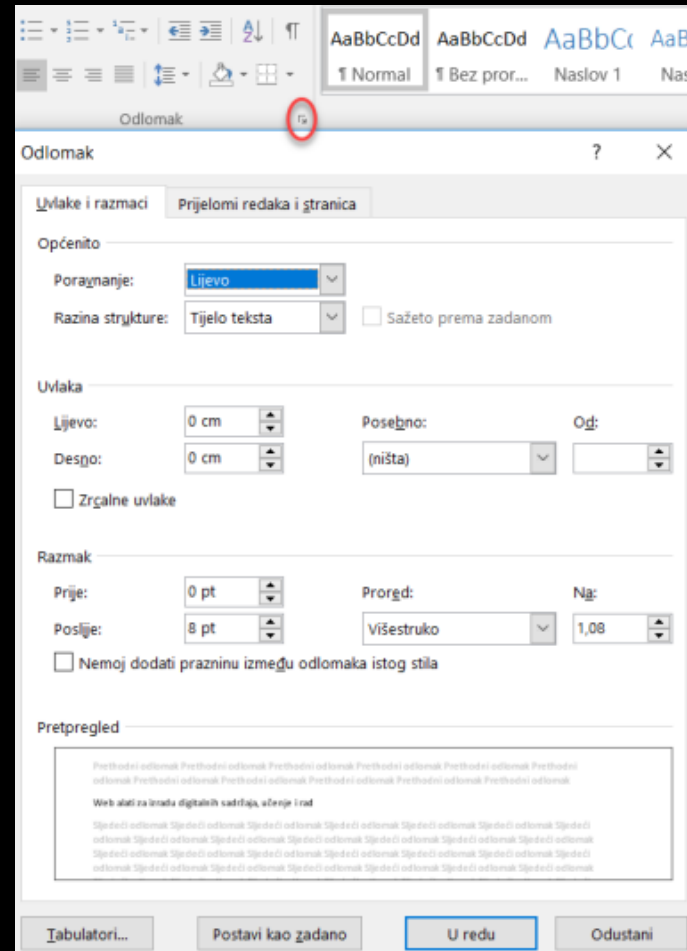 AaBbCcDd AaBbCcDd AaBbC AaB
¶ Normal ¶ Bez pror... Naslov 1 Nas
Odlomak
Odlomak ? ×
Uvlake i razmaci Prijelomi redaka i stranica
Općenito
Poravnanje: Lijevo
Razina strukture: Tijelo teksta Sažeto prema zadanom
Uvlaka
Lijevo: 0 cm Posebno: Od:
Desno: 0 cm (ništa)
Zrcalne uvlake
Razmak
Prije: 0 pt Prored: Na:
Poslije: 8 pt Višestruko 1,08
Nemoj dodati prazninu između odlomaka istog stila
Pretpregled
Prethodni odlomak Prethodni odlomak Prethodni odlomak Prethodni odlomak Prethodni odlomak Prethodni
odlomak Prethodni odlomak Prethodni odlomak Prethodni odlomak Prethodni odlomak Prethodni odlomak
Web alati za izradu digitalnih sadržaja, učenje i rad
Sljedeći odlomak Sljedeći odlomak Sljedeći odlomak Sljedeći odlomak Sljedeći odlomak Sljedeći
odlomak Sljedeći odlomak Sljedeći odlomak Sljedeći odlomak Sljedeći odlomak Sljedeći odlomak
Sljedeći odlomak Sljedeći odlomak Sljedeći odlomak Sljedeći odlomak Sljedeći odlomak Sljedeći
odlomak Sljedeći odlomak Sljedeći odlomak Sljedeći odlomak Sljedeći odlomak Sljedeći odlomak
Tabulatori... Postavi kao zadano U redu Odustani